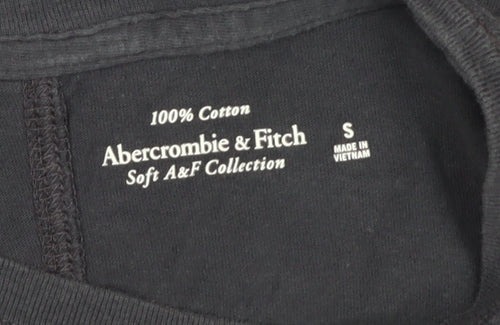 100% Cotton
Abercrombie & Fitch
Soft A&F Collection
S
MADE IN
VIETNAM